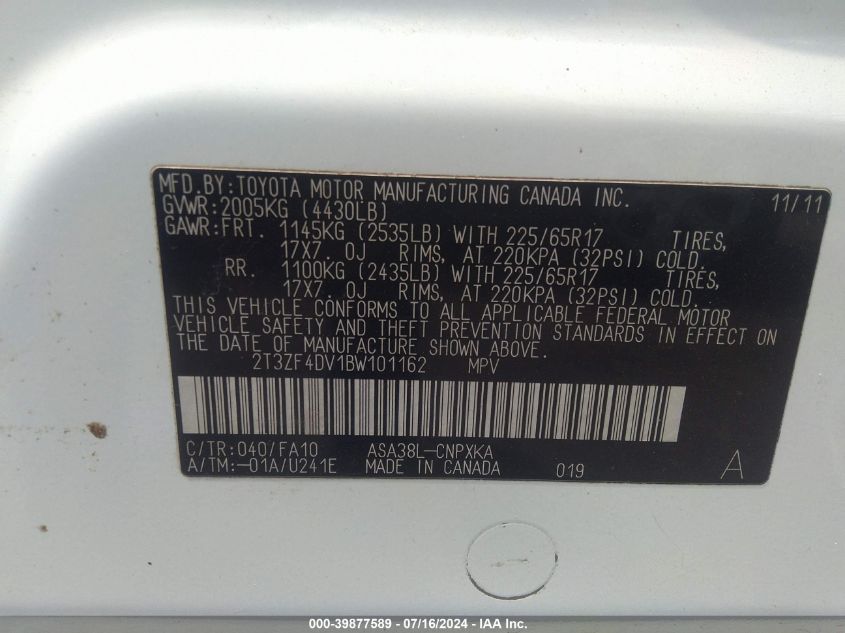 MFD.BY:TOYOTA MOTOR MANUFACTURING CANADA INC. 11/11
GVWR:2005KG (4430LB)
GAWR:FRT. 1145KG (2535LB) WITH 225/65R17 TIRES,
17X7. 0J RIMS, AT 220KPA (32PSI) COLD.
RR. 1100KG (2435LB) WITH 225/65R17 TIRES,
17X7. 0J RIMS, AT 220KPA (32PSI) COLD.
THIS VEHICLE CONFORMS TO ALL APPLICABLE FEDERAL MOTOR
VEHICLE SAFETY AND THEFT PREVENTION STANDARDS IN EFFECT ON
THE DATE OF MANUFACTURE SHOWN ABOVE.
2T3ZF4DV1BW101162 MPV
C/TR:040/FA10 ASA38L-CNPXKA
A/TM:-01A/U241E MADE IN CANADA 019 A
000-39877589 - 07/16/2024 - IAA Inc.